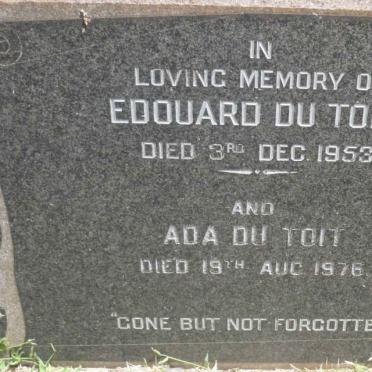 IN
LOVING MEMORY O
EDOUARD DU TOI
DIED 3RD DEC. 1953
AND
ADA DU TOIT
DIED 19TH AUG 1976.
"GONE BUT NOT FORGOTTE